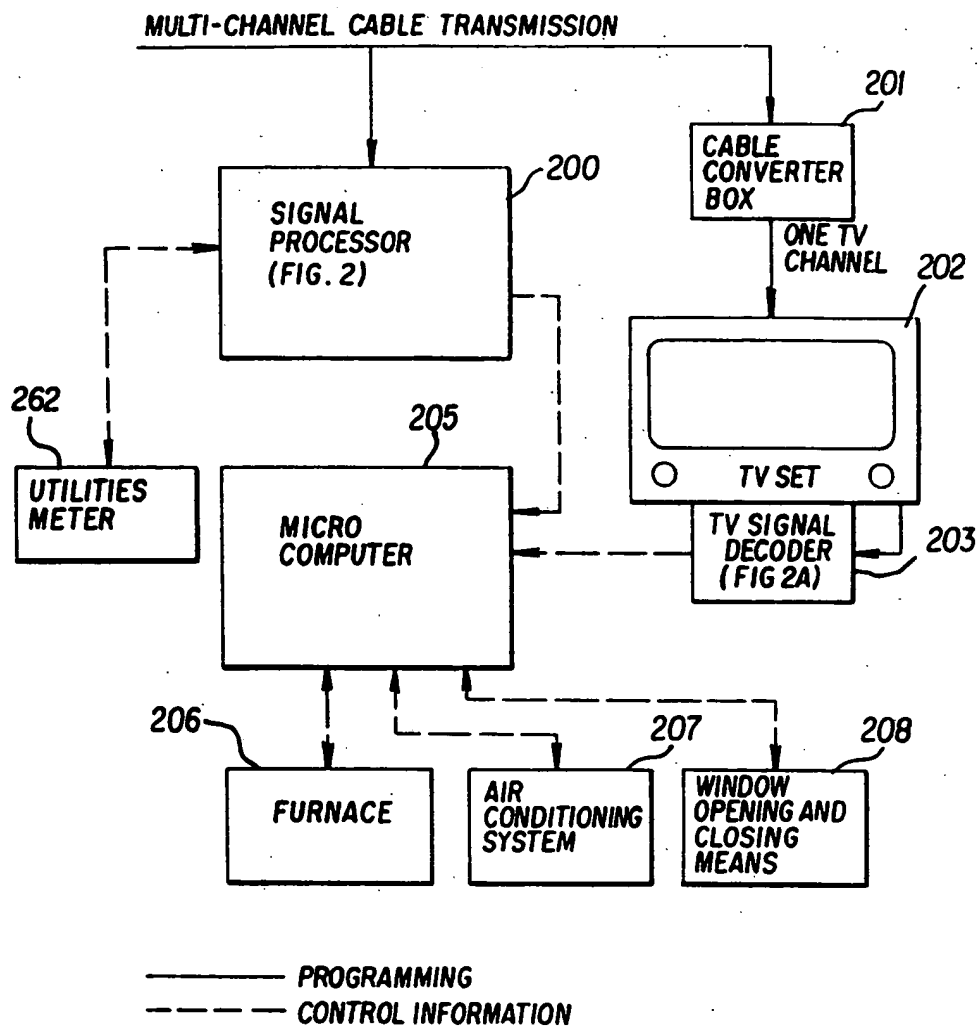 MULTI-CHANNEL CABLE TRANSMISSION
201
CABLE
CONVERTER
BOX
200
SIGNAL
PROCESSOR
(FIG. 2)
ONE TV
CHANNEL
202
262
UTILITIES
METER
205
MICRO
COMPUTER
TV SET
TV SIGNAL
DECODER
(FIG 2A)
203
206
FURNACE
207
AIR
CONDITIONING
SYSTEM
208
WINDOW
OPENING AND
CLOSING
MEANS
PROGRAMMING
CONTROL INFORMATION